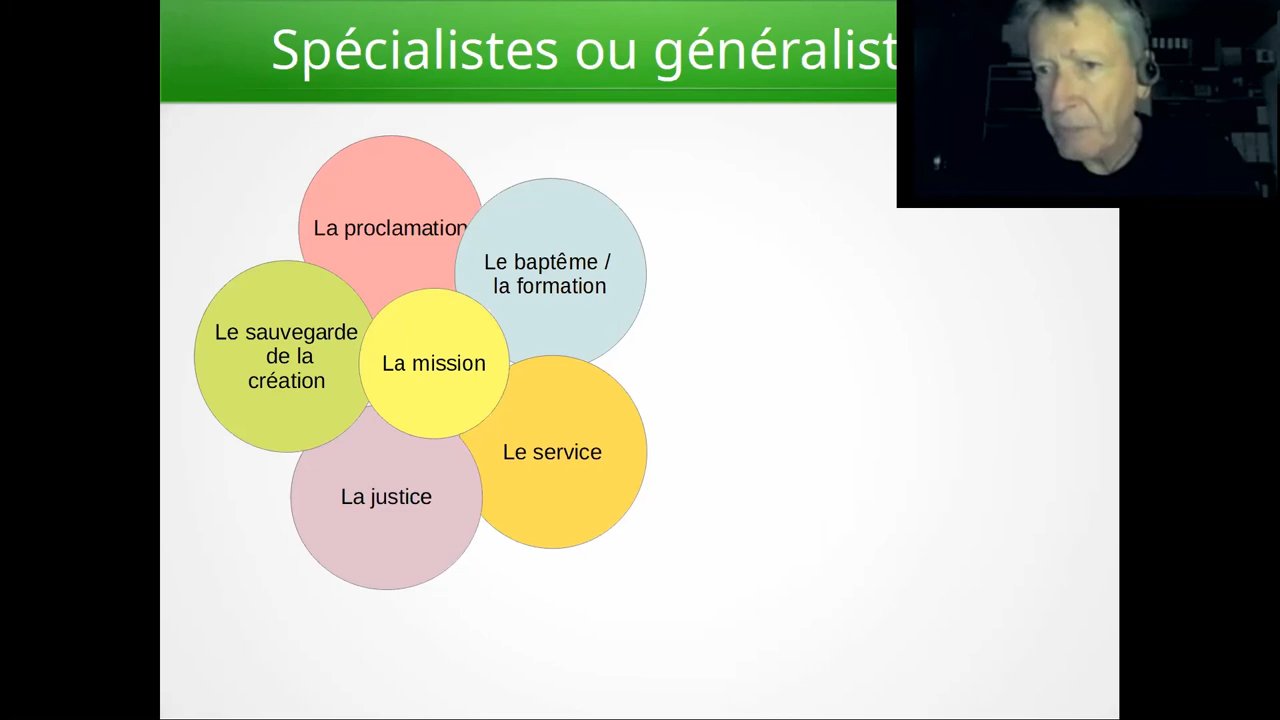 Spécialistes ou généralist
La proclamation
Le baptême /
la formation
Le sauvegarde
de la
création
La mission
Le service
La justice